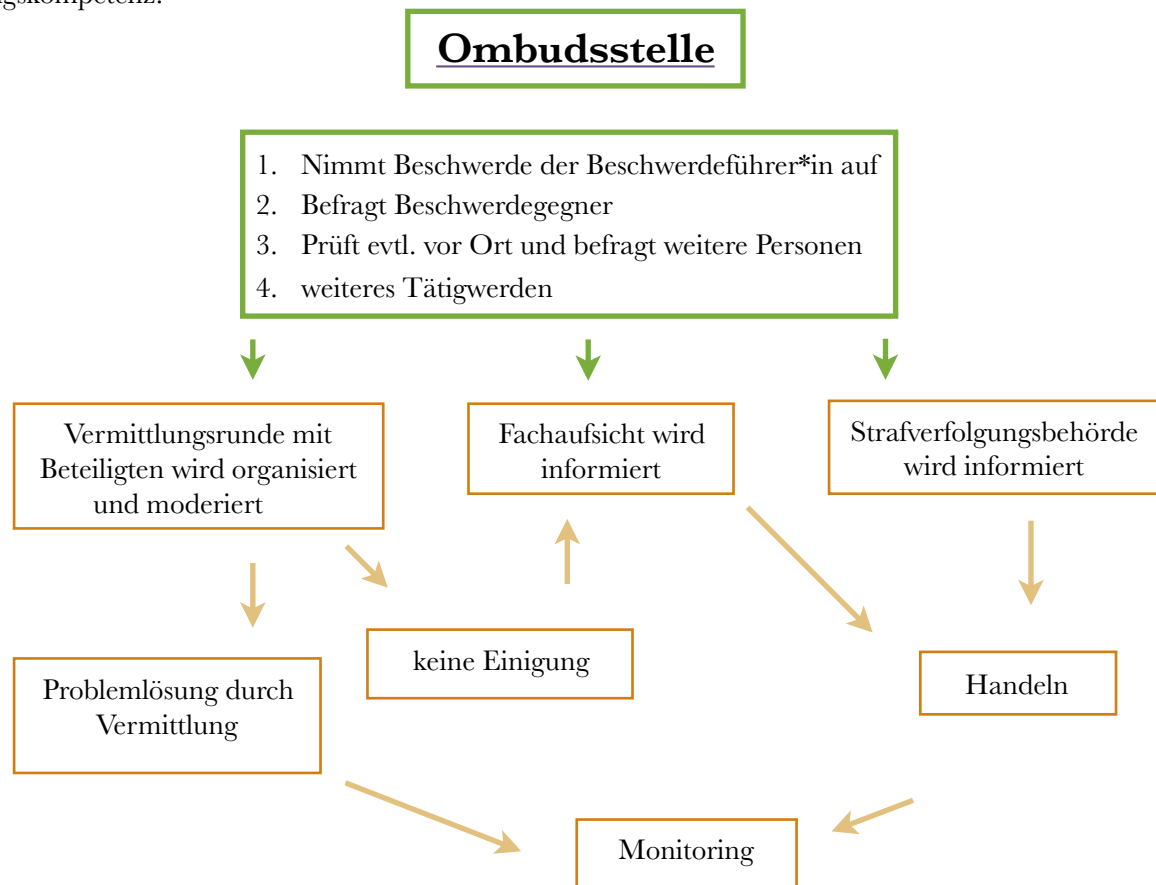 Ombudsstelle
1. Nimmt Beschwerde der Beschwerdeführer*in auf
2. Befragt Beschwerdegegner
3. Prüft evtl. vor Ort und befragt weitere Personen
4. weiteres Tätigwerden
Vermittlungsrunde mit
Beteiligten wird organisiert
und moderiert
Fachaufsicht wird
informiert
Strafverfolgungsbehörde
wird informiert
keine Einigung
Problemlösung durch
Vermittlung
Handeln
Monitoring